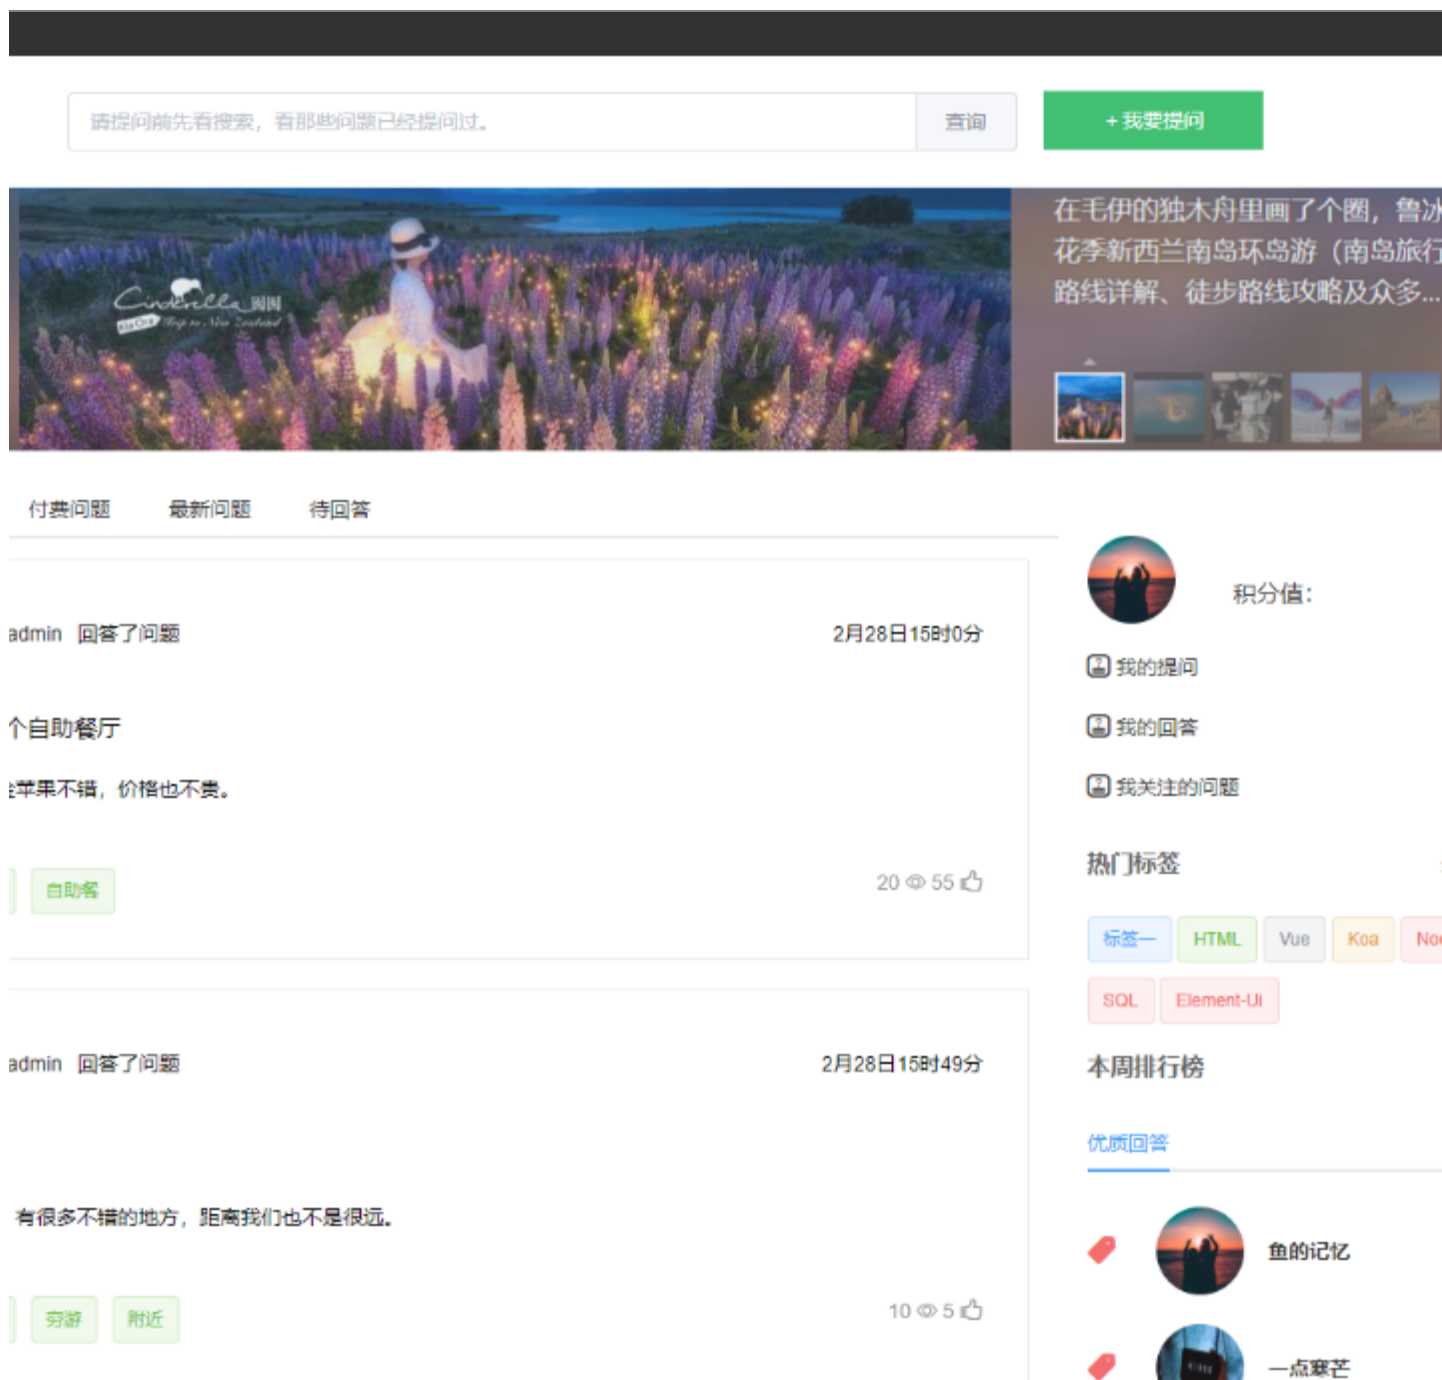 请提问前先看搜索，看那些问题已经提问过。 查询 + 我要提问
在毛伊的独木舟里画了个圈，鲁冰
花季新西兰南岛环岛游（南岛旅行
路线详解、徒步路线攻略及众多...
Cinderella 圈圈
Kia Ora Trip to New Zealand
付费问题 最新问题 待回答
积分值：
admin 回答了问题 2月28日15时0分
我的提问
我的回答
个自助餐厅
苹果不错，价格也不贵。
我关注的问题
热门标签
自助餐 20 55
标签一 HTML Vue Koa
SQL Element-Ui
admin 回答了问题 2月28日15时49分
本周排行榜
优质回答
有很多不错的地方，距离我们也不是很远。
鱼的记忆
穷游 附近 10 5
一点寒芒